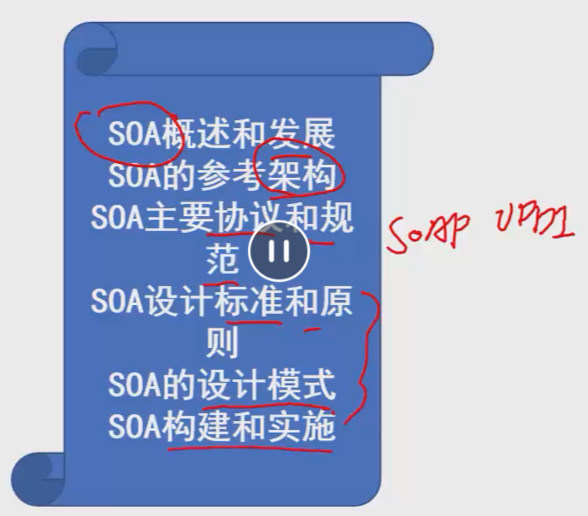 SOA概述和发展
SOA的参考架构
SOA主要协议和规
范
SOAP UDDI
SOA设计标准和原
则
SOA的设计模式
SOA构建和实施